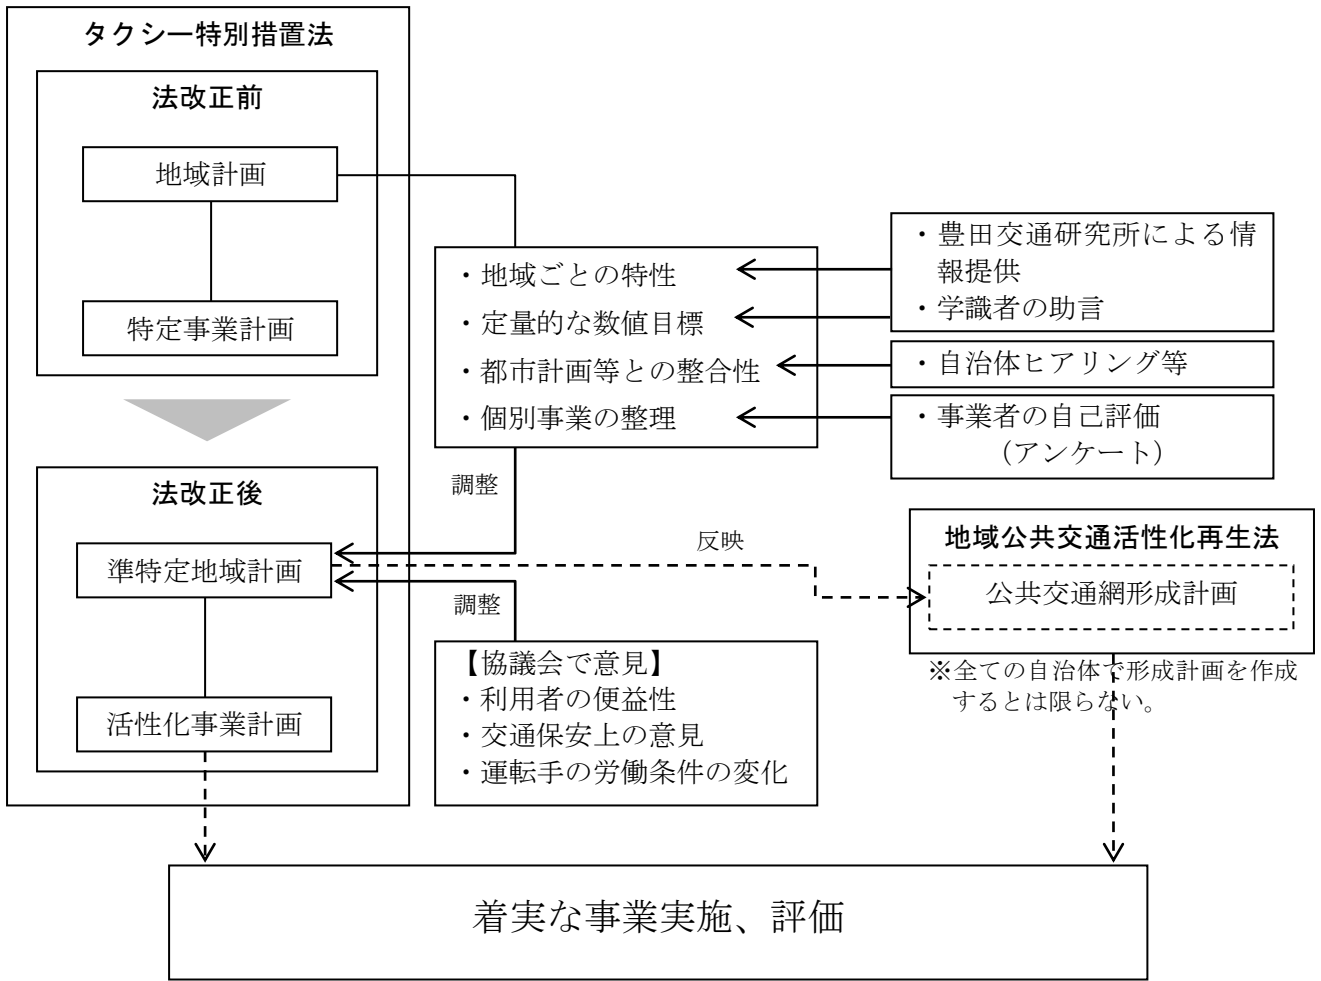 タクシー特別措置法
法改正前
地域計画
特定事業計画
・地域ごとの特性
・定量的な数値目標
・都市計画等との整合性
・個別事業の整理
・豊田交通研究所による情
報提供
・学識者の助言
・自治体ヒアリング等
・事業者の自己評価
（アンケート）
調整
法改正後
準特定地域計画
活性化事業計画
反映
調整
【協議会で意見】
・利用者の便益性
・交通保安上の意見
・運転手の労働条件の変化
地域公共交通活性化再生法
公共交通網形成計画
※全ての自治体で形成計画を作成
するとは限らない。
着実な事業実施、評価